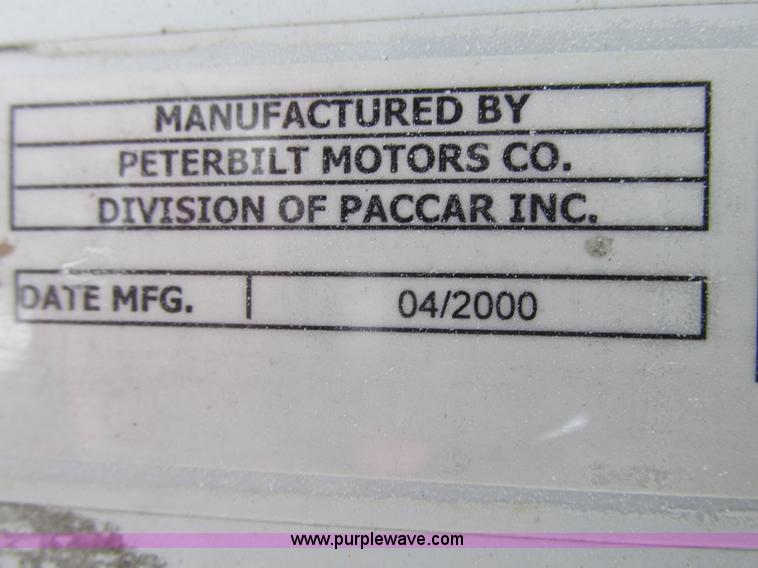 MANUFACTURED BY
PETERBILT MOTORS CO.
DIVISION OF PACCAR INC.
DATE MFG. 04/2000
www.purplewave.com